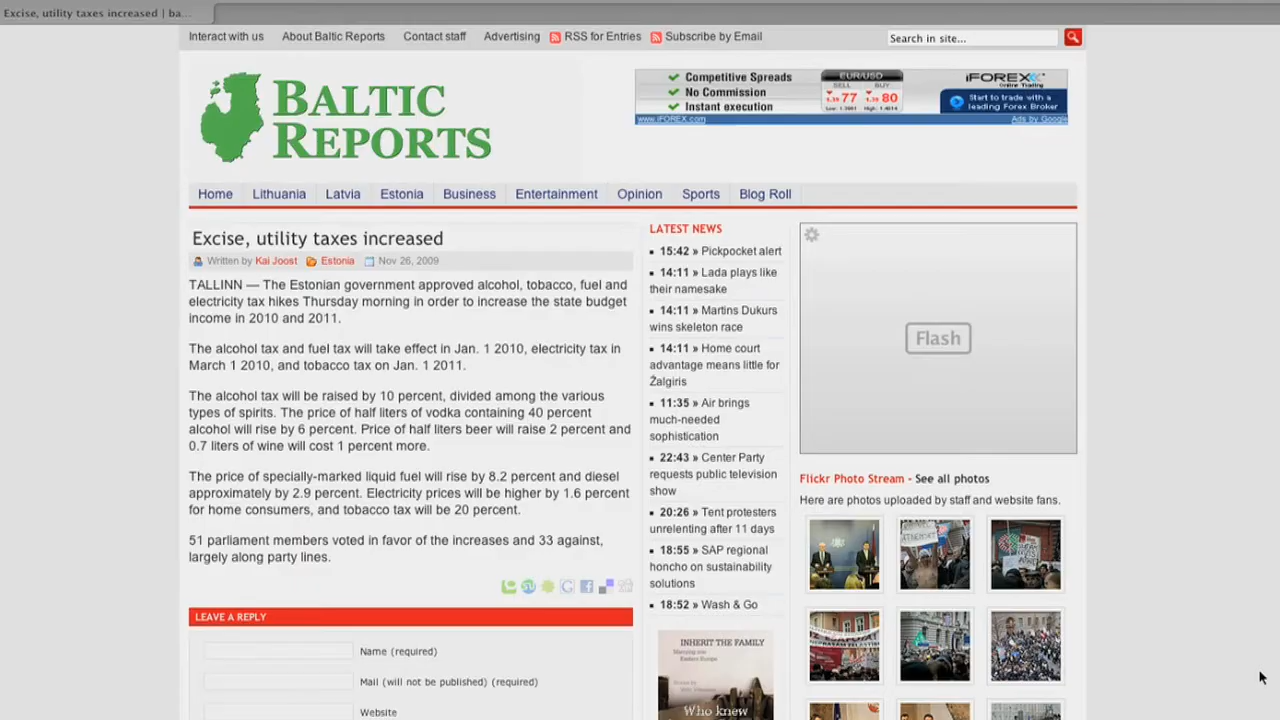 Excise, utility taxes increased | ba...
Interact with us
About Baltic Reports
Contact staff
Advertising
RSS for Entries
Subscribe by Email
Search in site...
BALTIC
REPORTS
Competitive Spreads
No Commission
Instant execution
EUR/USD
SELL BUY
77
80
iFOREX
Online Trading
Start to trade with a
leading Forex Broker
www.iFOREX.com
Ads by Google
Home
Lithuania
Latvia
Estonia
Business
Entertainment
Opinion
Sports
Blog Roll
Excise, utility taxes increased
Written by Kai Joost
Estonia
Nov 26, 2009
TALLINN — The Estonian government approved alcohol, tobacco, fuel and
electricity tax hikes Thursday morning in order to increase the state budget
income in 2010 and 2011.
The alcohol tax and fuel tax will take effect in Jan. 1 2010, electricity tax in
March 1 2010, and tobacco tax on Jan. 1 2011.
The alcohol tax will be raised by 10 percent, divided among the various
types of spirits. The price of half liters of vodka containing 40 percent
alcohol will rise by 6 percent. Price of half liters beer will raise 2 percent and
0.7 liters of wine will cost 1 percent more.
The price of specially-marked liquid fuel will rise by 8.2 percent and diesel
approximately by 2.9 percent. Electricity prices will be higher by 1.6 percent
for home consumers, and tobacco tax will be 20 percent.
51 parliament members voted in favor of the increases and 33 against,
largely along party lines.
LEAVE A REPLY
Name (required)
Mail (will not be published) (required)
Website
LATEST NEWS
15:42 » Pickpocket alert
14:11 » Lada plays like
their namesake
14:11 » Martins Dukurs
wins skeleton race
14:11 » Home court
advantage means little for
Žalgiris
11:35 » Air brings
much-needed
sophistication
22:43 » Center Party
requests public television
show
20:26 » Tent protesters
unrelenting after 11 days
18:55 » SAP regional
honcho on sustainability
solutions
18:52 » Wash & Go
INHERIT THE FAMILY
Eastern Europe
Who knew
Flash
Flickr Photo Stream - See all photos
Here are photos uploaded by staff and website fans.